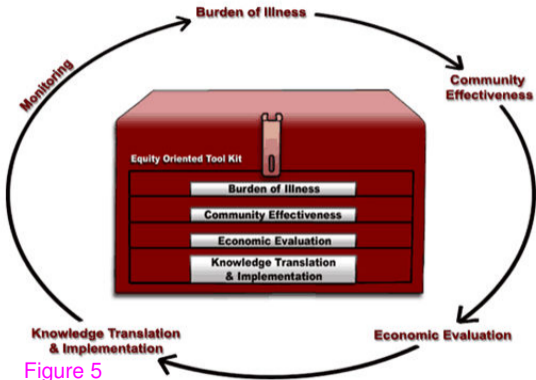 Burden of Illness
Monitoring
Community
Effectiveness
Equity Oriented Tool Kit
Burden of Illness
Community Effectiveness
Economic Evaluation
Knowledge Translation
& Implementation
Knowledge Translation
& Implementation
Economic Evaluation
Figure 5